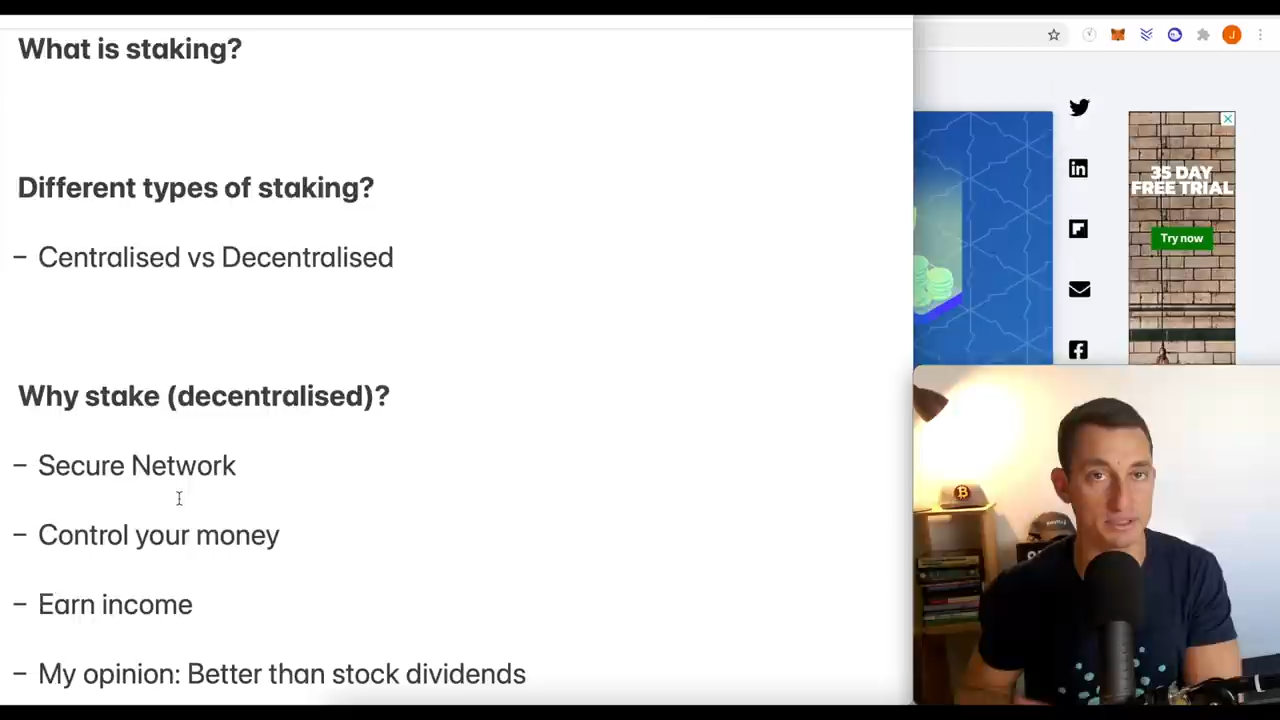 What is staking?
Different types of staking?
– Centralised vs Decentralised
Why stake (decentralised)?
– Secure Network
– Control your money
– Earn income
– My opinion: Better than stock dividends
J
35 DAY
FREE TRIAL
Try now